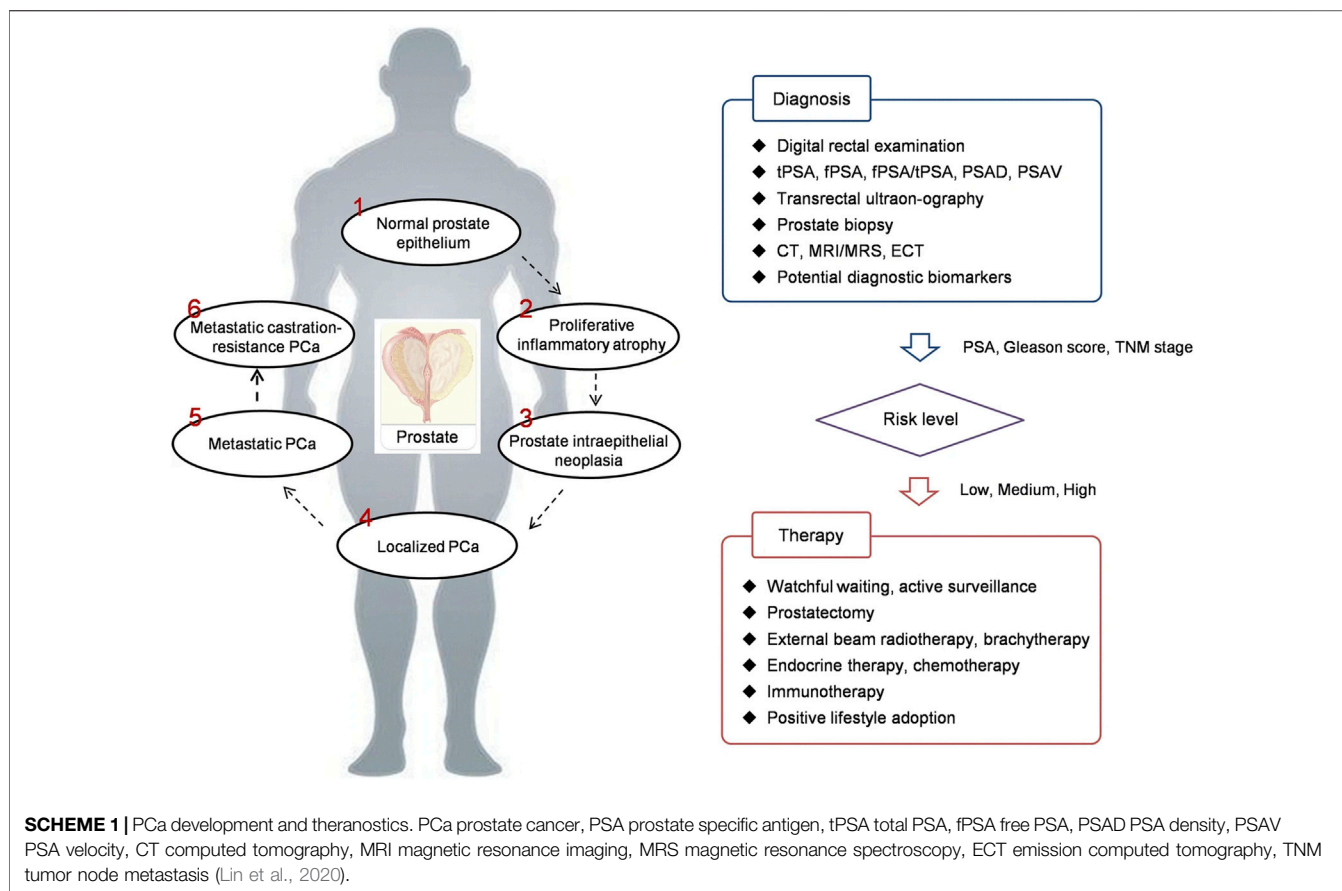 1
Normal prostate
epithelium
2
Proliferative
inflammatory atrophy
3
Prostate intraepithelial
neoplasia
4
Localized PCa
5
Metastatic PCa
6
Metastatic castration-
resistance PCa
Prostate
Diagnosis
◆ Digital rectal examination
◆ tPSA, fPSA, fPSA/tPSA, PSAD, PSAV
◆ Transrectal ultraon-ography
◆ Prostate biopsy
◆ CT, MRI/MRS, ECT
◆ Potential diagnostic biomarkers
PSA, Gleason score, TNM stage
Risk level
Low, Medium, High
Therapy
◆ Watchful waiting, active surveillance
◆ Prostatectomy
◆ External beam radiotherapy, brachytherapy
◆ Endocrine therapy, chemotherapy
◆ Immunotherapy
◆ Positive lifestyle adoption
SCHEME 1 | PCa development and theranostics. PCa prostate cancer, PSA prostate specific antigen, tPSA total PSA, fPSA free PSA, PSAD PSA density, PSAV
PSA velocity, CT computed tomography, MRI magnetic resonance imaging, MRS magnetic resonance spectroscopy, ECT emission computed tomography, TNM
tumor node metastasis (Lin et al., 2020).